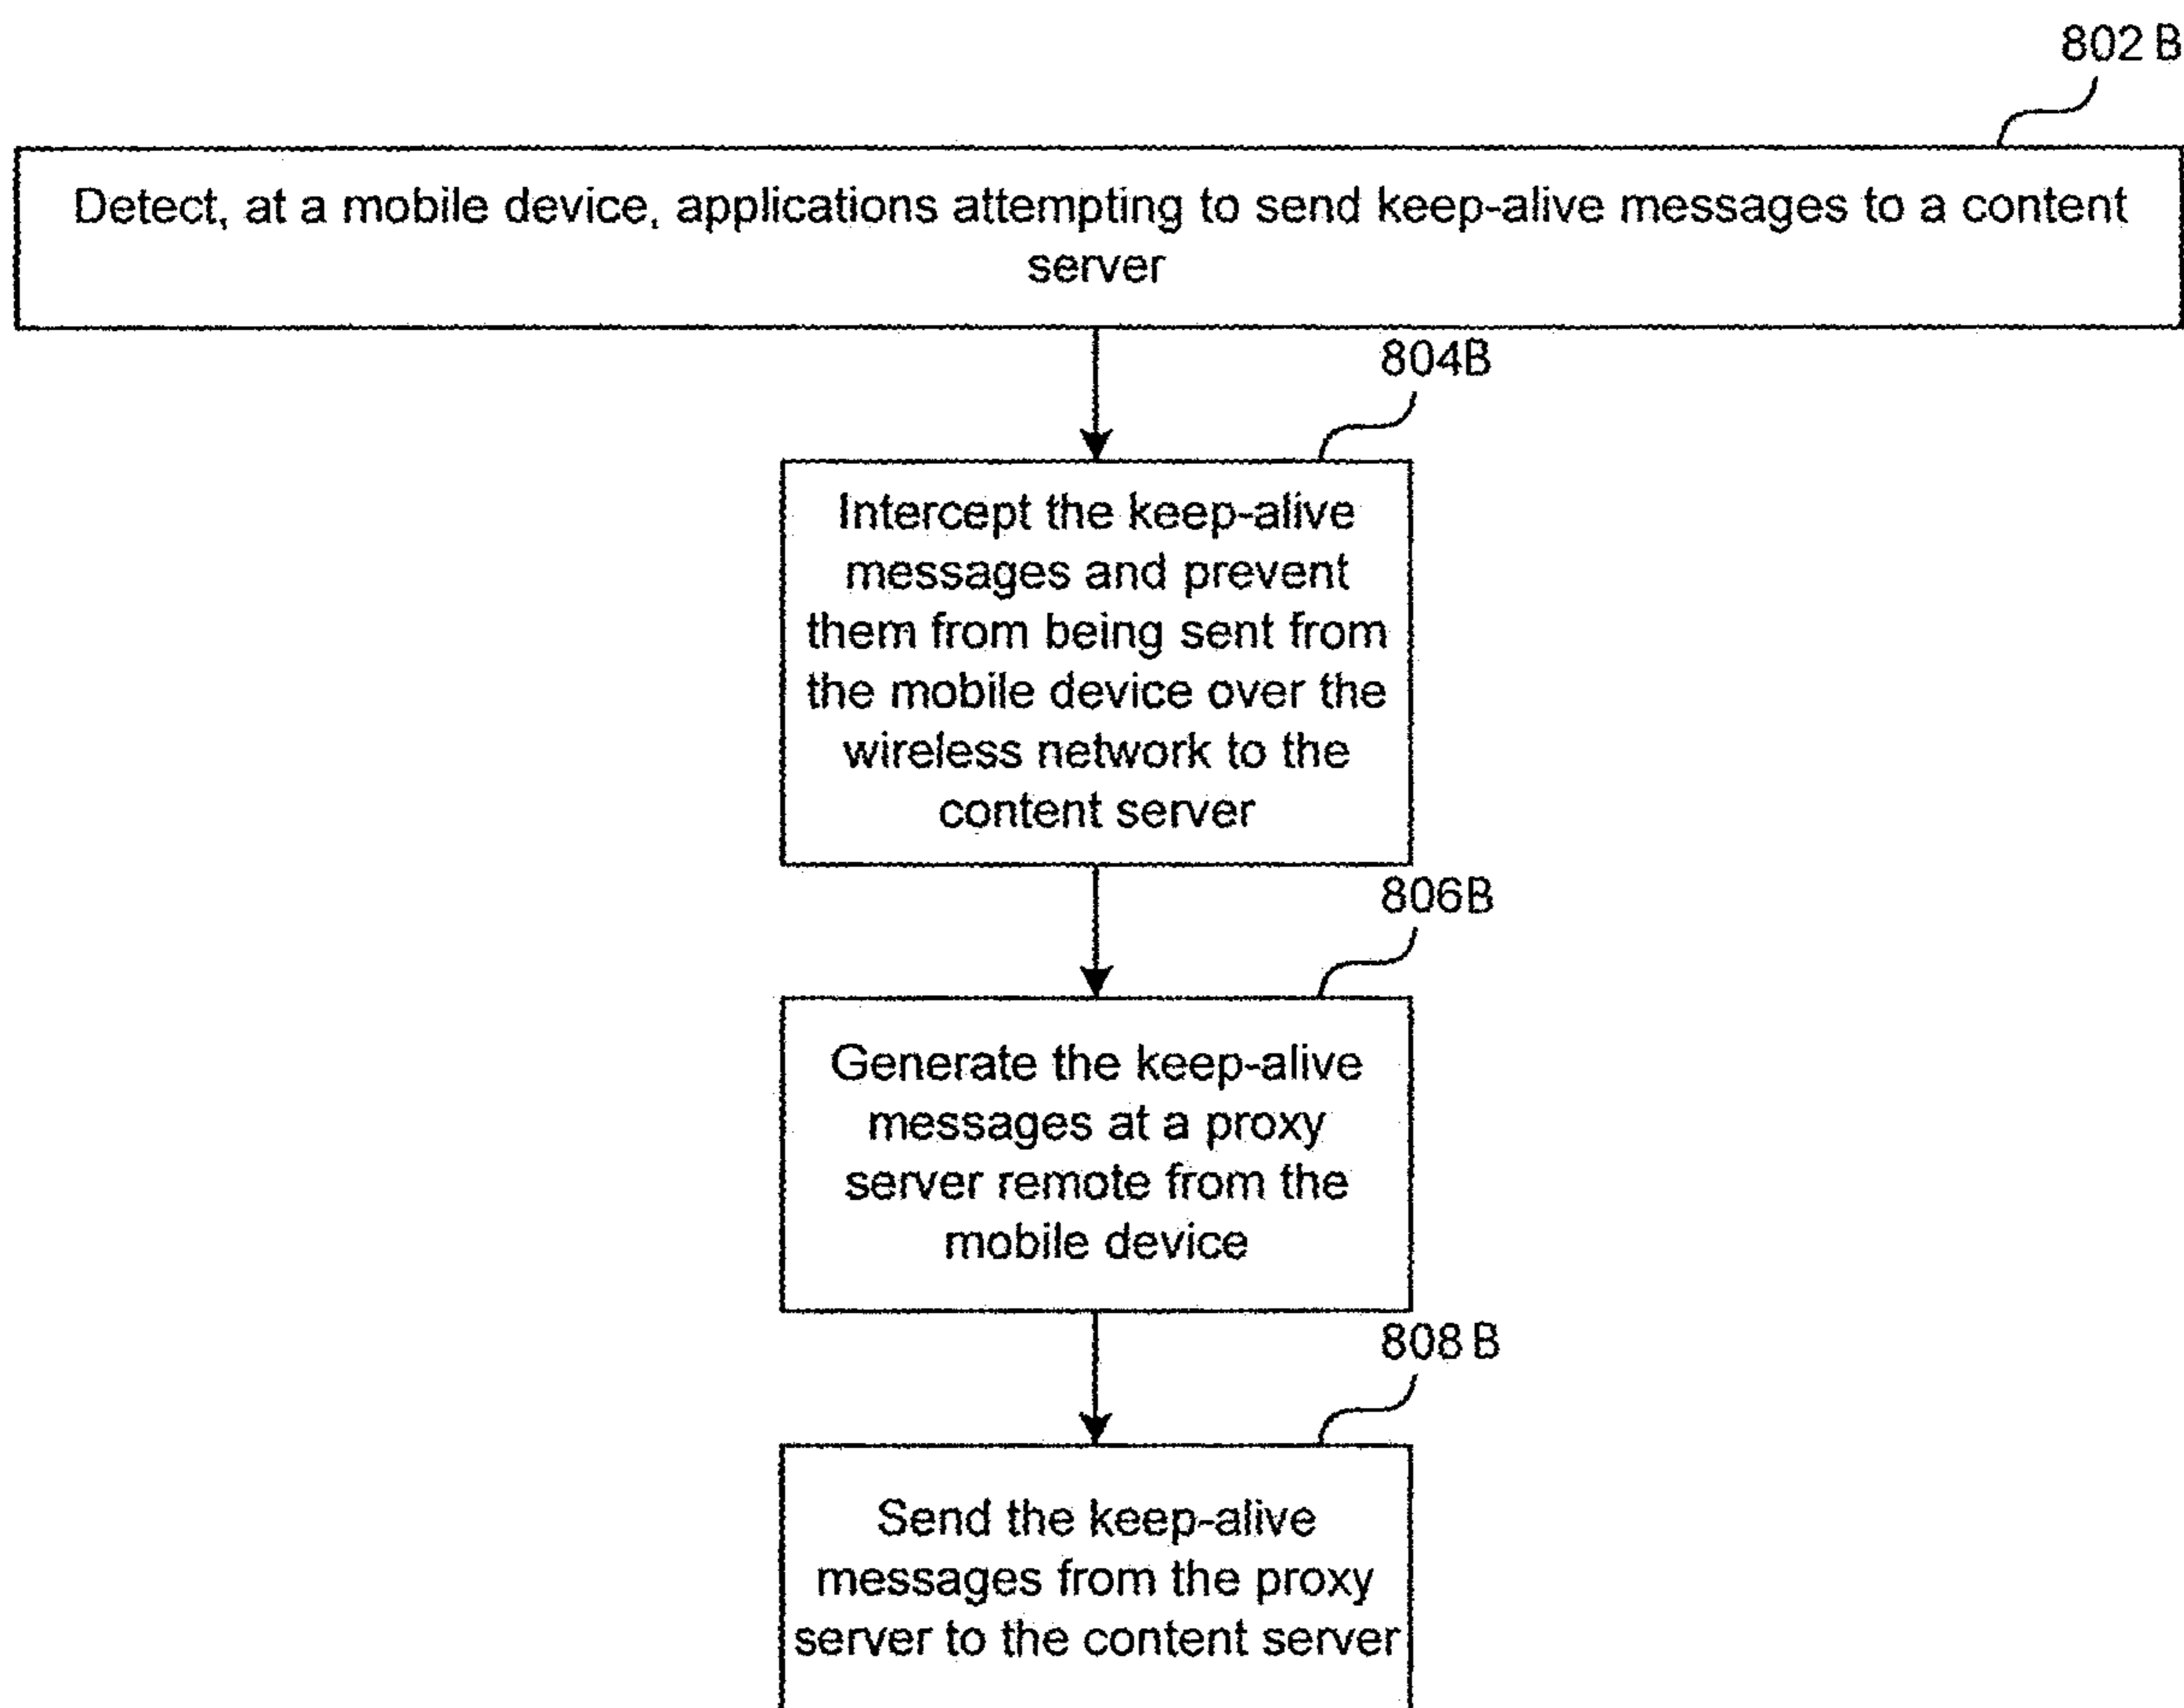 802 B
Detect, at a mobile device, applications attempting to send keep-alive messages to a content
server
804B
Intercept the keep-alive
messages and prevent
them from being sent from
the mobile device over the
wireless network to the
content server
806B
Generate the keep-alive
messages at a proxy
server remote from the
mobile device
808 B
Send the keep-alive
messages from the proxy
server to the content server